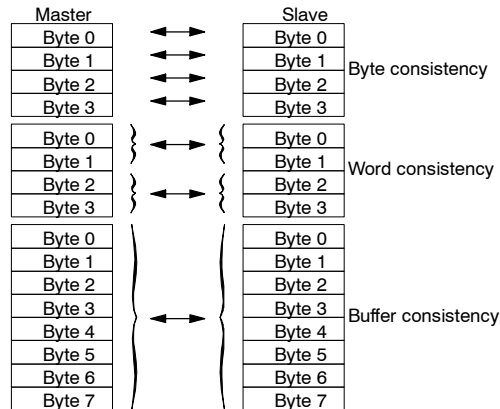 Master Slave
Byte 0 Byte 0
Byte 1 Byte 1
Byte 2 Byte 2
Byte 3 Byte 3
Byte consistency
Byte 0 Byte 0
Byte 1 Byte 1
Byte 2 Byte 2
Byte 3 Byte 3
Word consistency
Byte 0 Byte 0
Byte 1 Byte 1
Byte 2 Byte 2
Byte 3 Byte 3
Byte 4 Byte 4
Byte 5 Byte 5
Byte 6 Byte 6
Byte 7 Byte 7
Buffer consistency